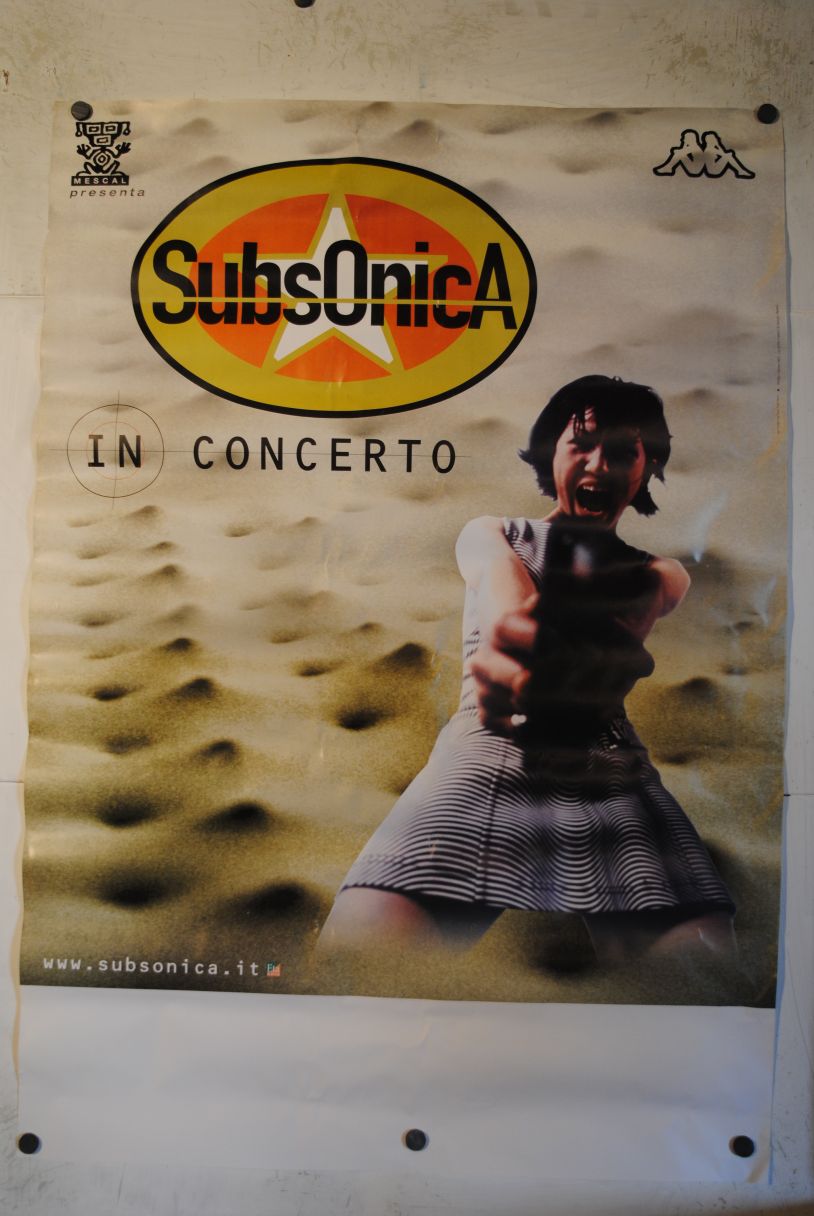 MESCAL
presenta
SubsOnicA
IN CONCERTO
www.subsonica.it